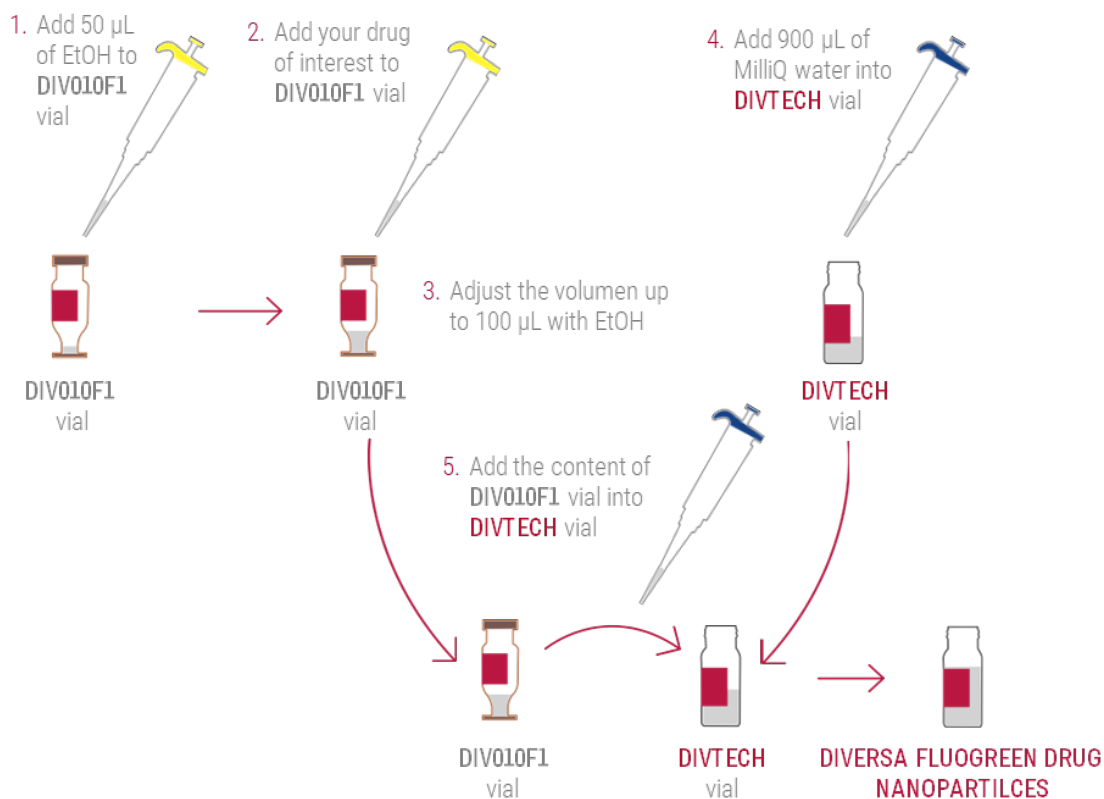 1. Add 50 µL
of EtOH to
DIV010F1
vial
2. Add your drug
of interest to
DIV010F1 vial
4. Add 900 µL of
MilliQ water into
DIVTECH vial
3. Adjust the volumen up
to 100 µL with EtOH
DIV010F1
vial
DIV010F1
vial
DIVTECH
vial
5. Add the content of
DIV010F1 vial into
DIVTECH vial
DIV010F1
vial
DIVTECH
vial
DIVERSA FLUOGREEN DRUG
NANOPARTILCES